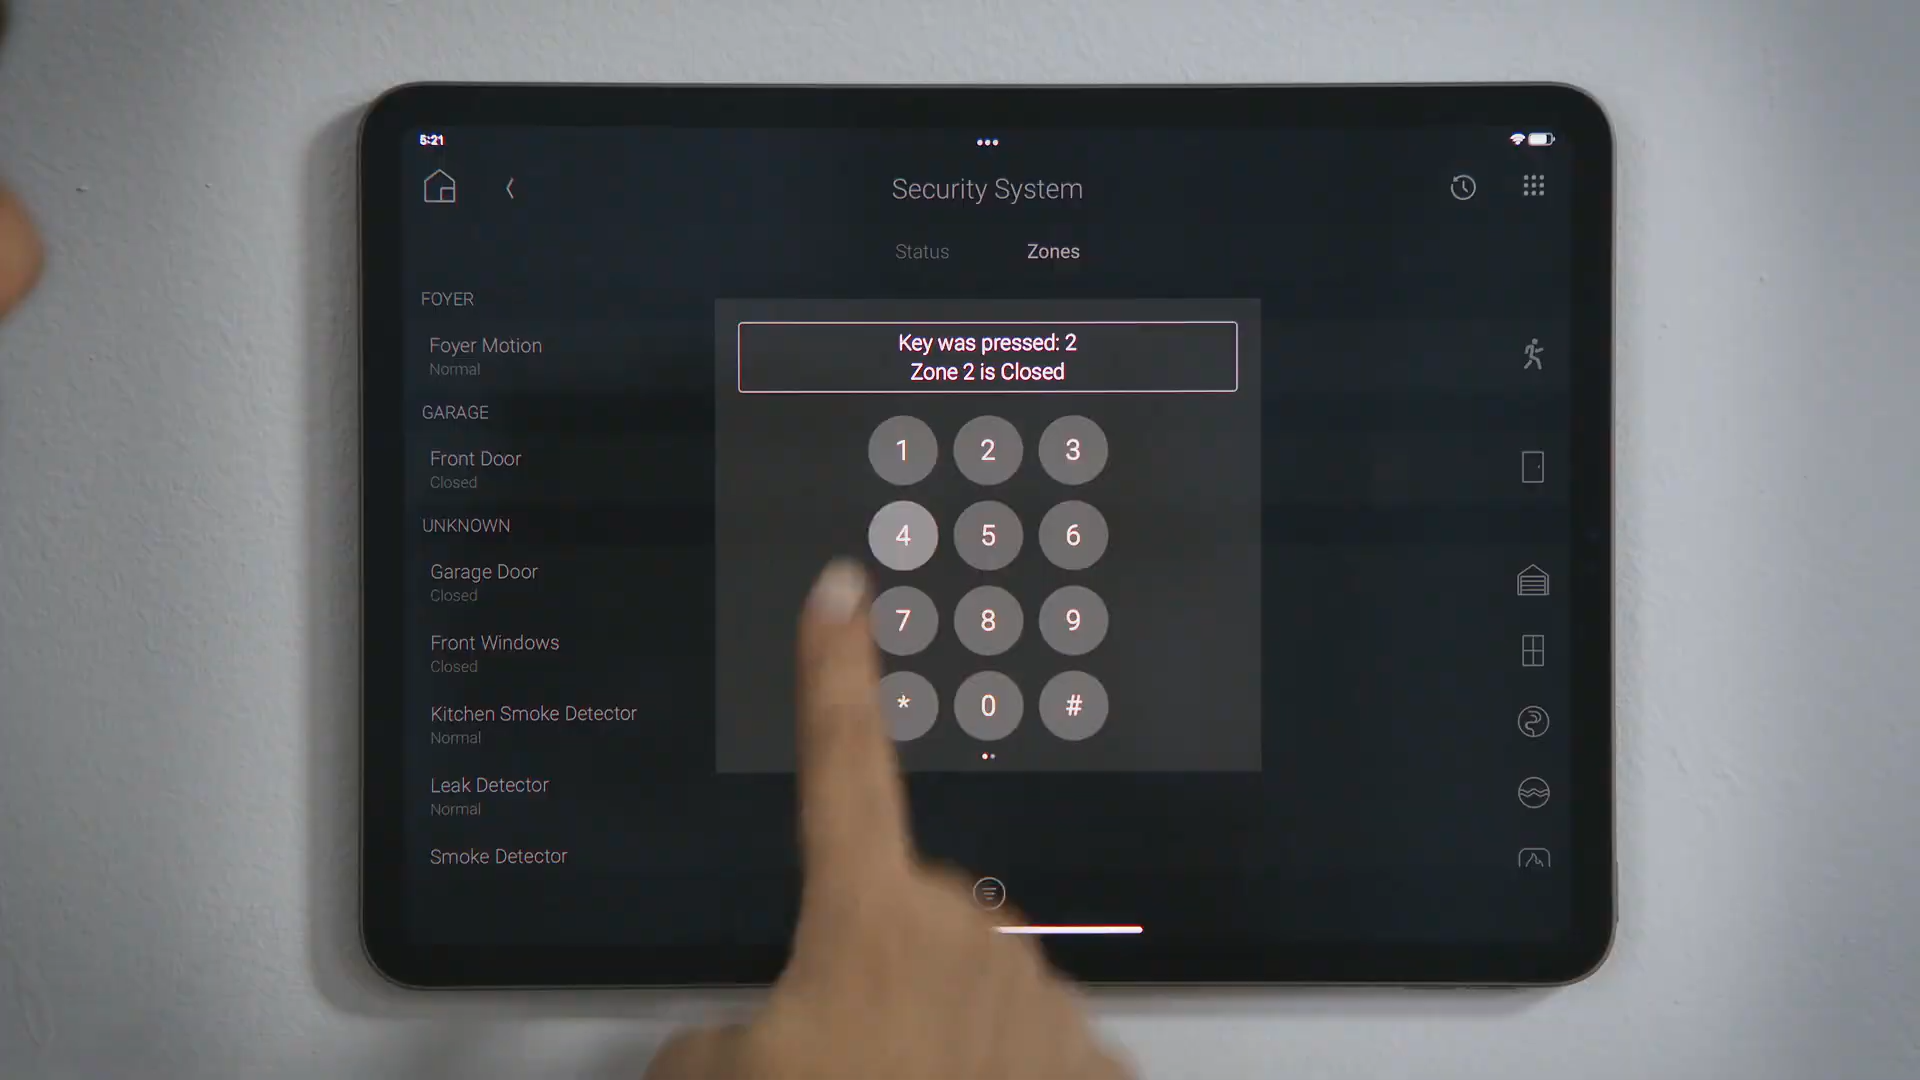 5:21
Security System
Status Zones
FOYER
Foyer Motion
Normal
GARAGE
Front Door
Closed
UNKNOWN
Garage Door
Closed
Front Windows
Closed
Kitchen Smoke Detector
Normal
Leak Detector
Normal
Smoke Detector
Key was pressed: 2
Zone 2 is Closed
1 2 3
4 5 6
7 8 9
* 0 #